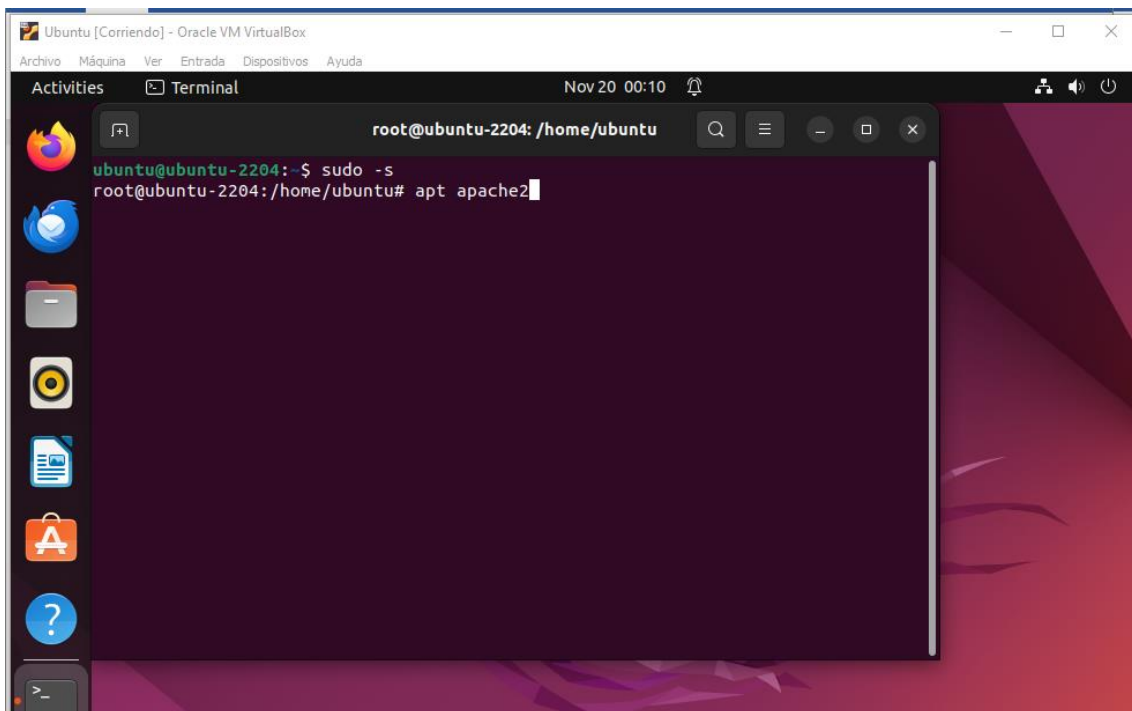 Ubuntu [Corriendo] - Oracle VM VirtualBox
Archivo Máquina Ver Entrada Dispositivos Ayuda
Activities Terminal Nov 20 00:10
root@ubuntu-2204: /home/ubuntu
ubuntu@ubuntu-2204:~$ sudo -s
root@ubuntu-2204:/home/ubuntu# apt apache2